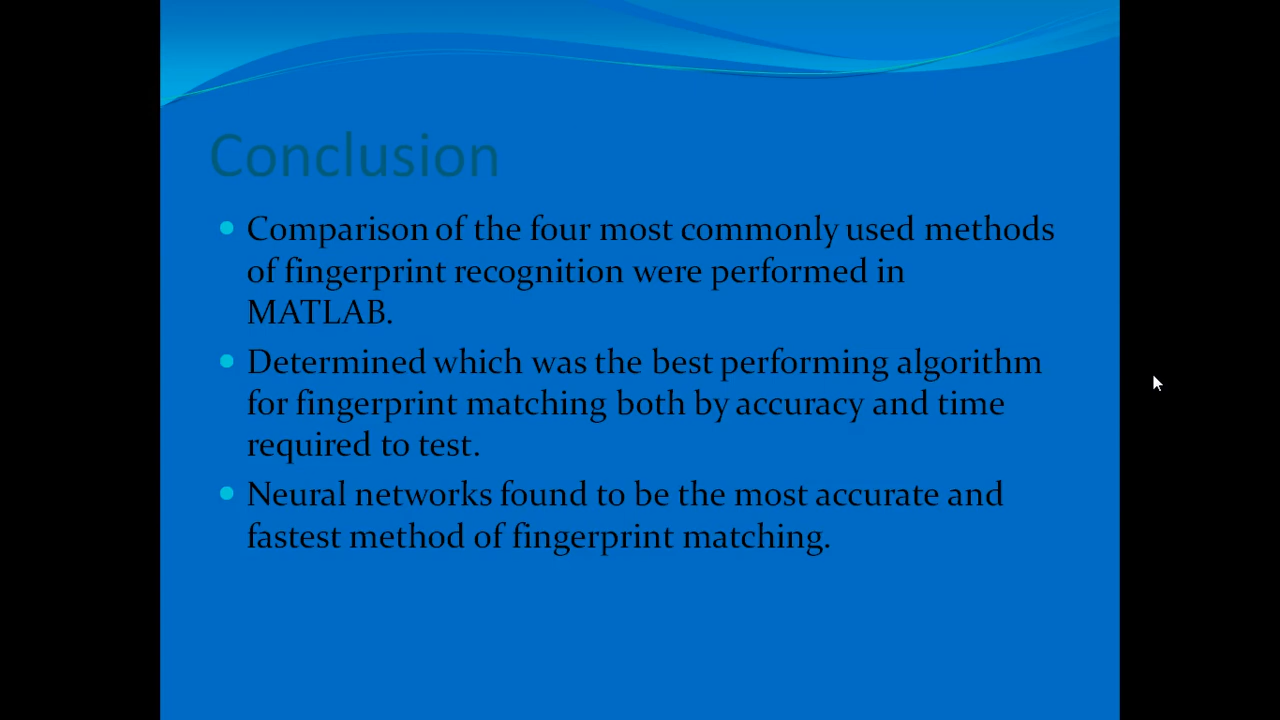 Conclusion
Comparison of the four most commonly used methods
of fingerprint recognition were performed in
MATLAB.
Determined which was the best performing algorithm
for fingerprint matching both by accuracy and time
required to test.
Neural networks found to be the most accurate and
fastest method of fingerprint matching.